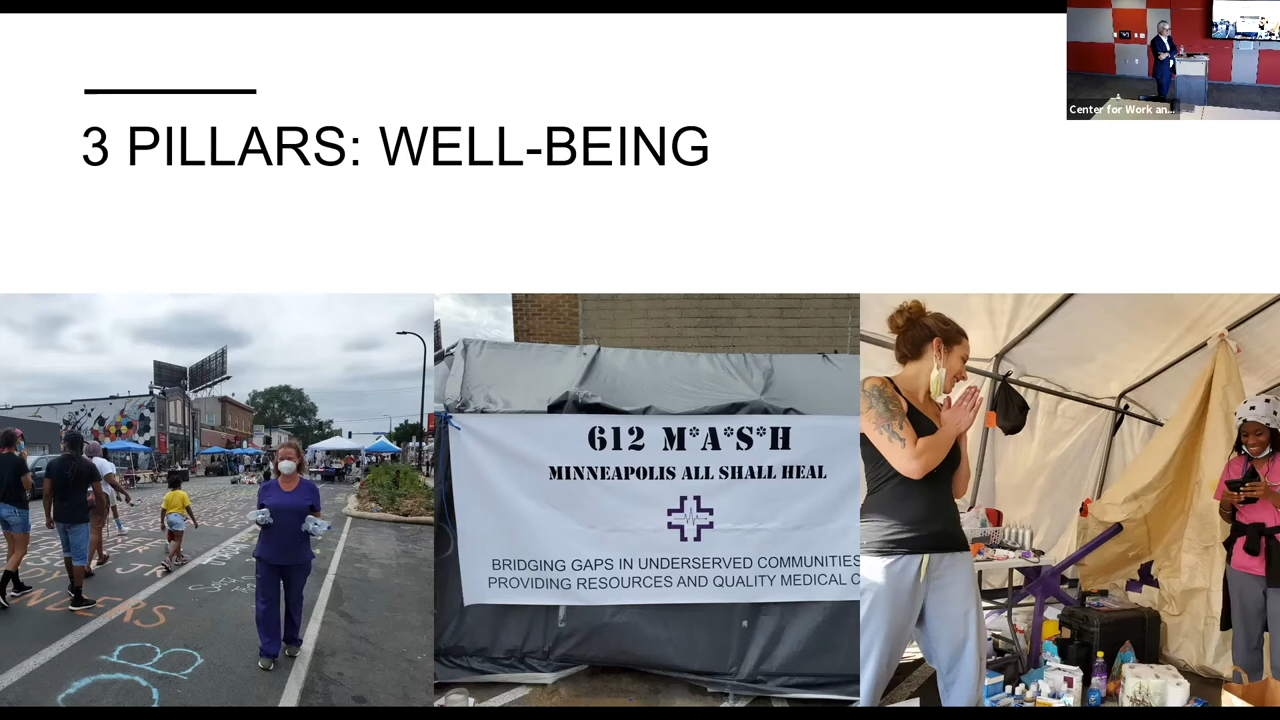 Center for Work an...
3 PILLARS: WELL-BEING
612 M*A*S*H
MINNEAPOLIS ALL SHALL HEAL
BRIDGING GAPS IN UNDERSERVED COMMUNITIES
PROVIDING RESOURCES AND QUALITY MEDICAL C